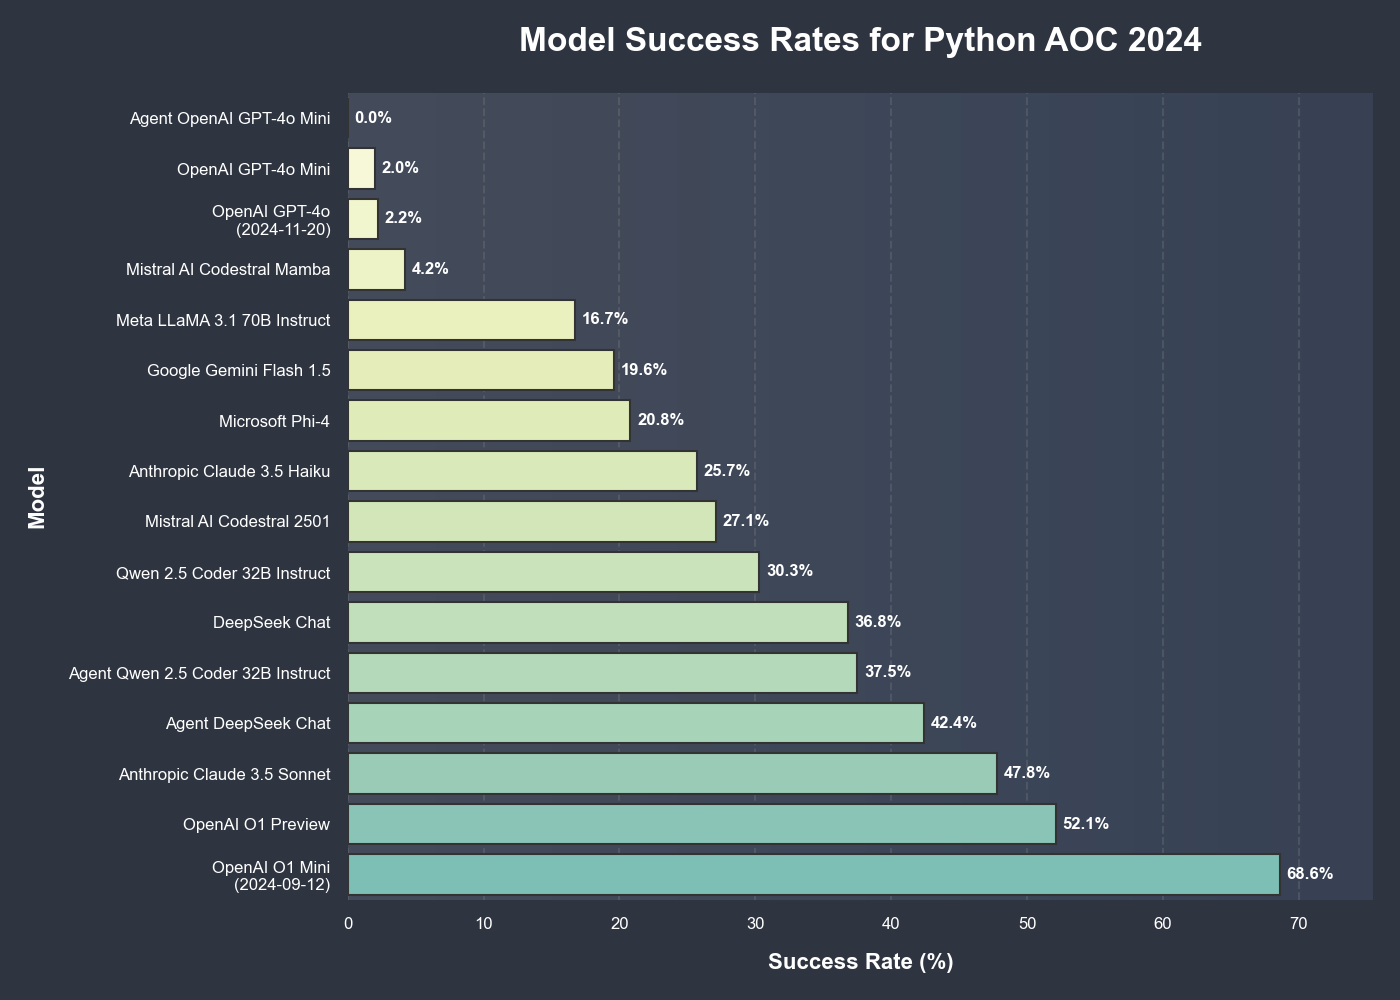 Model Success Rates for Python AOC 2024
Agent OpenAI GPT-4o Mini 0.0%
OpenAI GPT-4o Mini 2.0%
OpenAI GPT-4o
(2024-11-20) 2.2%
Mistral AI Codestral Mamba 4.2%
Meta LLaMA 3.1 70B Instruct 16.7%
Google Gemini Flash 1.5 19.6%
Microsoft Phi-4 20.8%
Anthropic Claude 3.5 Haiku 25.7%
Mistral AI Codestral 2501 27.1%
Qwen 2.5 Coder 32B Instruct 30.3%
DeepSeek Chat 36.8%
Agent Qwen 2.5 Coder 32B Instruct 37.5%
Agent DeepSeek Chat 42.4%
Anthropic Claude 3.5 Sonnet 47.8%
OpenAI O1 Preview 52.1%
OpenAI O1 Mini
(2024-09-12) 68.6%
Model
0 10 20 30 40 50 60 70
Success Rate (%)